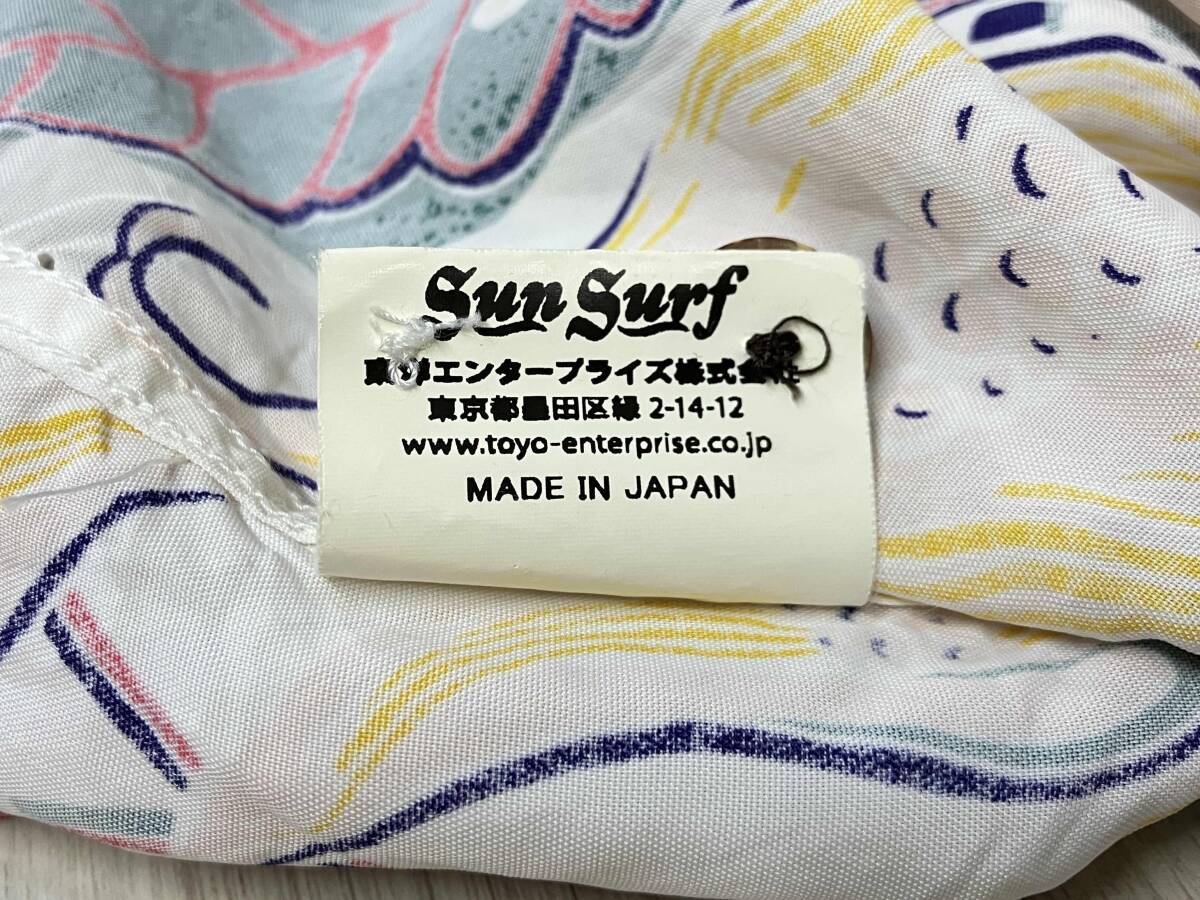 Sun Surf
東洋エンタープライズ株式会社
東京都墨田区緑 2-14-12
www.toyo-enterprise.co.jp
MADE IN JAPAN